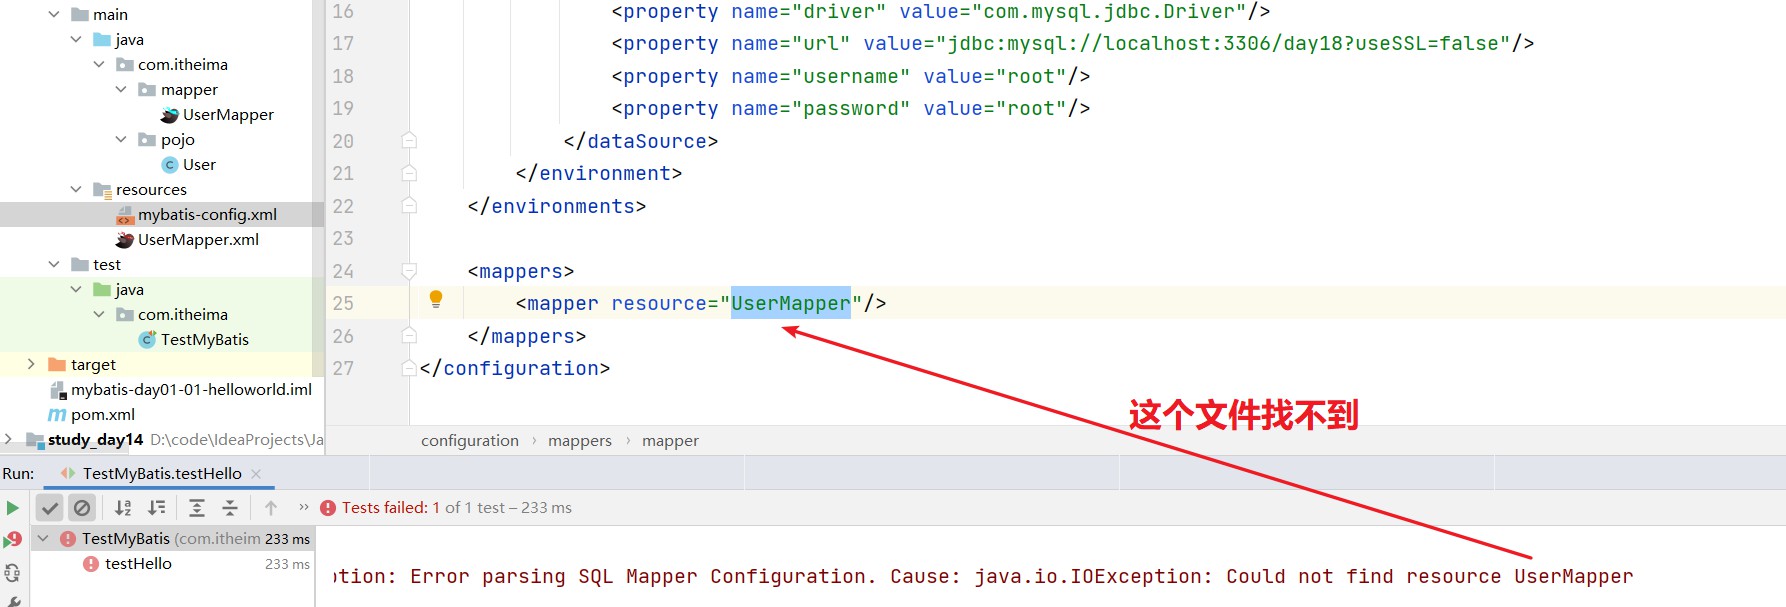 main
java
com.itheima
mapper
UserMapper
pojo
User
resources
mybatis-config.xml
UserMapper.xml
test
java
com.itheima
TestMyBatis
target
mybatis-day01-01-helloworld.iml
pom.xml
study_day14 D:\code\IdeaProjects\Ja
16 <property name="driver" value="com.mysql.jdbc.Driver"/>
17 <property name="url" value="jdbc:mysql://localhost:3306/day18?useSSL=false"/>
18 <property name="username" value="root"/>
19 <property name="password" value="root"/>
20 </dataSource>
21 </environment>
22 </environments>
23
24 <mappers>
25 <mapper resource="UserMapper"/>
26 </mappers>
27 </configuration>
这个文件找不到
configuration › mappers › mapper
Run: TestMyBatis.testHello ×
Tests failed: 1 of 1 test – 233 ms
TestMyBatis (com.itheim 233 ms
testHello 233 ms
ption: Error parsing SQL Mapper Configuration. Cause: java.io.IOException: Could not find resource UserMapper